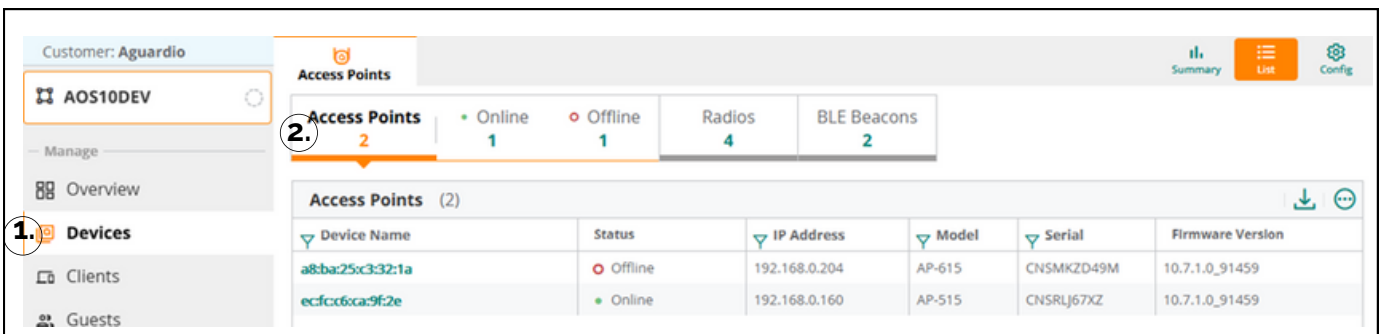 Customer: Aguardio
AOS10DEV
Manage
Overview
1. Devices
Clients
Guests
Access Points
Summary List Config
2. Access Points Online Offline Radios BLE Beacons
2 1 1 4 2
Access Points (2)
Device Name Status IP Address Model Serial Firmware Version
a8:ba:25:c3:32:1a Offline 192.168.0.204 AP-615 CNSMKZD49M 10.7.1.0_91459
ec:fc:c6:ca:9f:2e Online 192.168.0.160 AP-515 CNSRLJ67XZ 10.7.1.0_91459